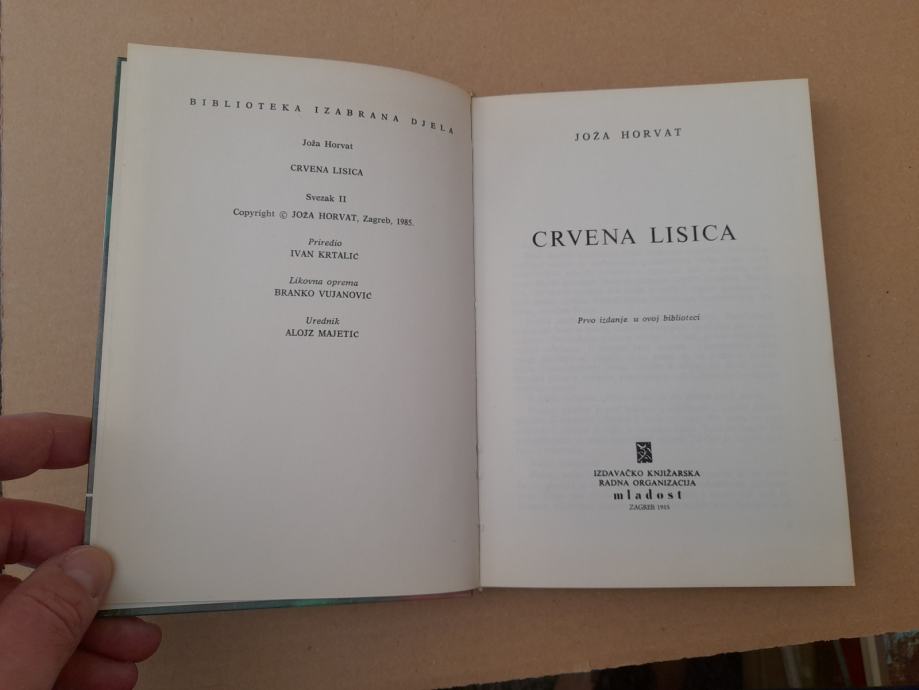 BIBLIOTEKA IZABRANA DJELA
Joža Horvat
CRVENA LISICA
Svezak II
Copyright © JOŽA HORVAT, Zagreb, 1985.
Priredio
IVAN KRTALIĆ
Likovna oprema
BRANKO VUJANOVIĆ
Urednik
ALOJZ MAJETIĆ
JOŽA HORVAT
CRVENA LISICA
Prvo izdanje u ovoj biblioteci
IZDAVAČKO KNJIŽARSKA
RADNA ORGANIZACIJA
mladost
ZAGREB